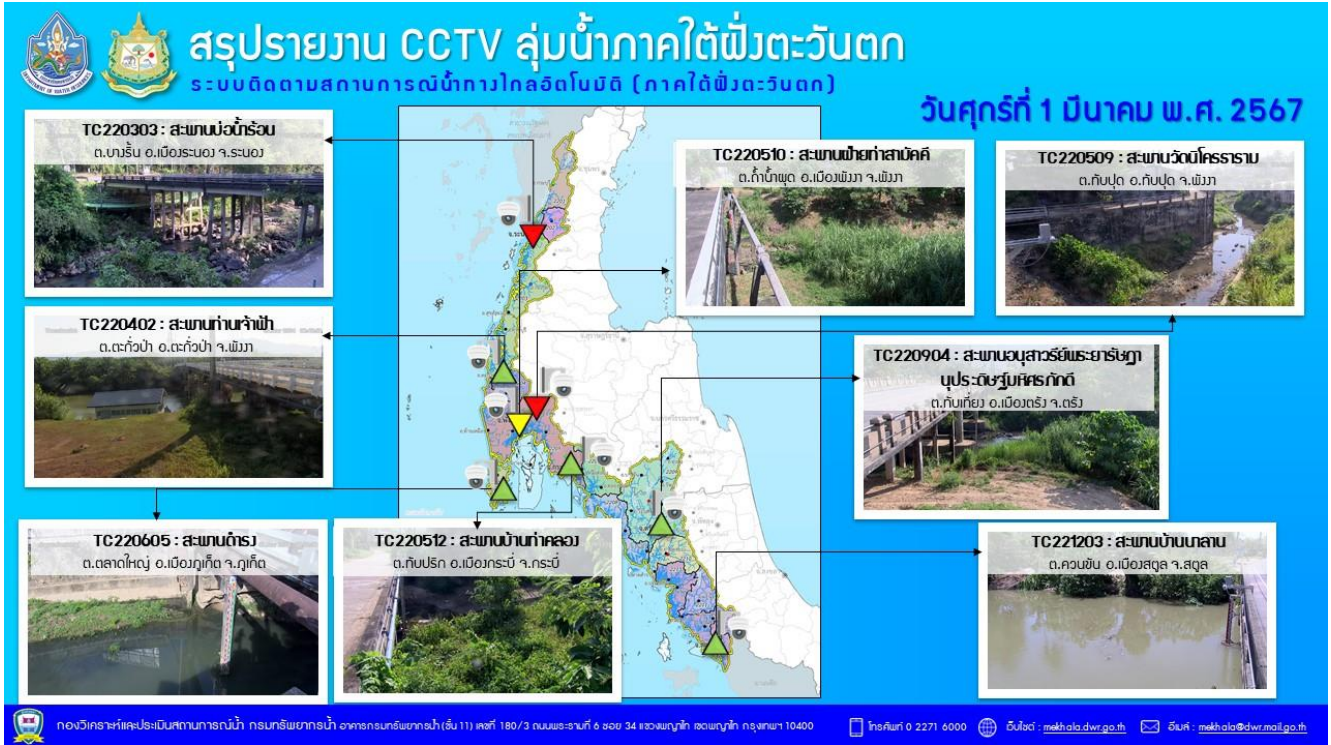 สรุปรายงาน CCTV ลุ่มน้ำภาคใต้ฝั่งตะวันตก
ระบบติดตามสถานการณ์น้ำทางไกลอัตโนมัติ (ภาคใต้ฝั่งตะวันตก)
วันศุกร์ที่ 1 มีนาคม พ.ศ. 2567
TC220303 : สะพานบ่อน้ำร้อน
ต.บางริ้น อ.เมืองระนอง จ.ระนอง
TC220510 : สะพานฝ่ายท่าสามัคคี
ต.ถ้ำน้ำผุด อ.เมืองพังงา จ.พังงา
TC220509 : สะพานวัดนิโครธาราม
ต.ทับปุด อ.ทับปุด จ.พังงา
TC220402 : สะพานท่านเจ้าฟ้า
ต.ตะกั่วป่า อ.ตะกั่วป่า จ.พังงา
TC220904 : สะพานอนุสาวรีย์พระยารัษฎา
นุประดิษฐ์มหิศรภักดี
ต.ทับเที่ยง อ.เมืองตรัง จ.ตรัง
TC220605 : สะพานดำรง
ต.ตลาดใหญ่ อ.เมืองภูเก็ต จ.ภูเก็ต
TC220512 : สะพานบ้านท่าคลอง
ต.ทับปริก อ.เมืองกระบี่ จ.กระบี่
TC221203 : สะพานบ้านนาลาน
ต.ควนขัน อ.เมืองสตูล จ.สตูล
กองวิเคราะห์และประเมินสถานการณ์น้ำ กรมทรัพยากรน้ำ อาคารกรมทรัพยากรน้ำ (ชั้น 11) เลขที่ 180/3 ถนนพระรามที่ 6 ซอย 34 แขวงพญาไท เขตพญาไท กรุงเทพฯ 10400
โทรศัพท์ 0 2271 6000
เว็บไซต์ : mekhala.dwr.go.th
อีเมล์ : mekhala@dwr.mail.go.th